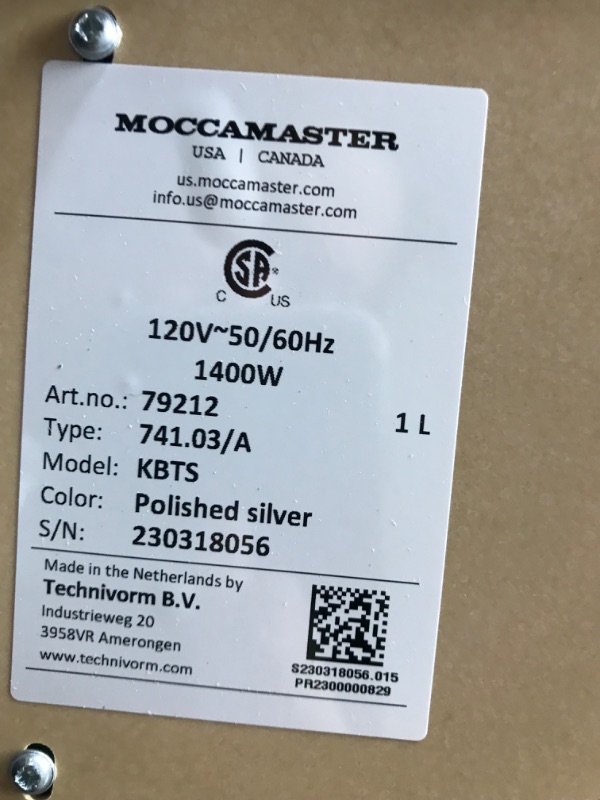 MOCCAMASTER
USA | CANADA
us.moccamaster.com
info.us@moccamaster.com
SA®
C US
120V~50/60Hz
1400W
Art.no.: 79212
1 L
Type: 741.03/A
Model: KBTS
Color: Polished silver
S/N: 230318056
Made in the Netherlands by
Technivorm B.V.
Industrieweg 20
3958VR Amerongen
www.technivorm.com
S230318056.015
PR2300000829